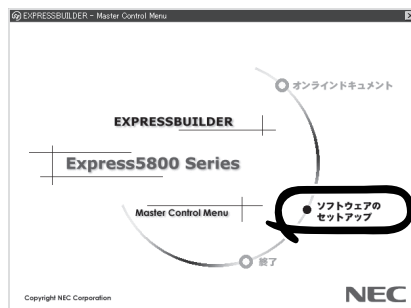 EXPRESSBUILDER - Master Control Menu
オンラインドキュメント
EXPRESSBUILDER
Express5800 Series
Master Control Menu
ソフトウェアの
セットアップ
終了
Copyright NEC Corporation
NEC